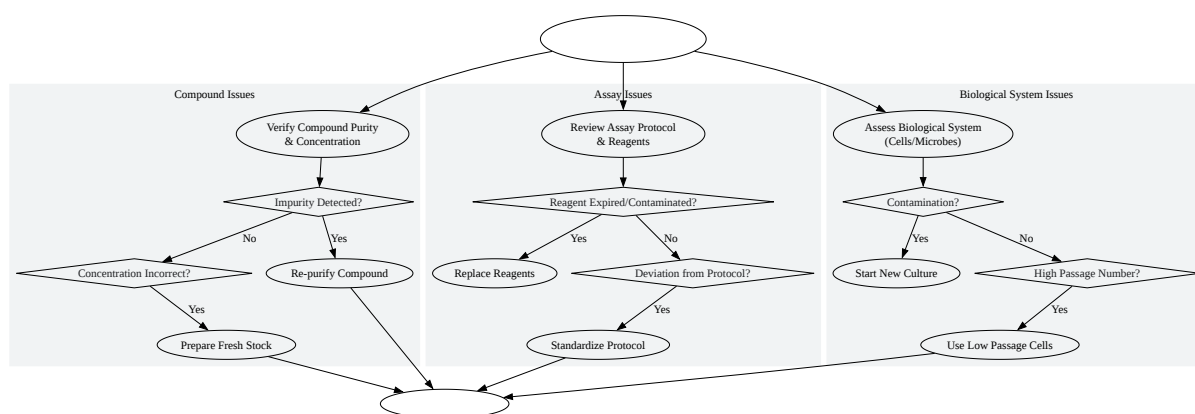 Compound Issues
Assay Issues
Biological System Issues
Verify Compound Purity
& Concentration
Review Assay Protocol
& Reagents
Assess Biological System
(Cells/Microbes)
Impurity Detected?
Reagent Expired/Contaminated?
Contamination?
No
Yes
Yes
No
Yes
No
Concentration Incorrect?
Re-purify Compound
Replace Reagents
Deviation from Protocol?
Start New Culture
High Passage Number?
Yes
Yes
Yes
Prepare Fresh Stock
Standardize Protocol
Use Low Passage Cells